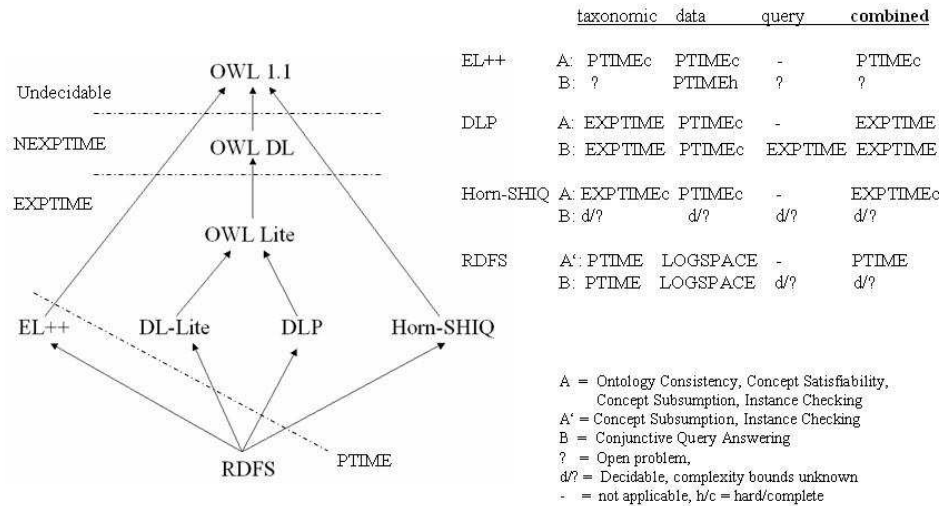 OWL 1.1
Undecidable
NEXPTIME
OWL DL
EXPTIME
OWL Lite
EL++ DL-Lite DLP Horn-SHIQ
RDFS
PTIME
taxonomic data query combined
EL++ A: PTIMEc PTIMEc - PTIMEc
B: ? PTIMEh ? ?
DLP A: EXPTIME PTIMEc - EXPTIME
B: EXPTIME PTIMEc EXPTIME EXPTIME
Horn-SHIQ A: EXPTIMEc PTIMEc - EXPTIMEc
B: d/? d/? d/? d/?
RDFS A‘: PTIME LOGSPACE - PTIME
B: PTIME LOGSPACE d/? d/?
A = Ontology Consistency, Concept Satisfiability,
Concept Subsumption, Instance Checking
A‘ = Concept Subsumption, Instance Checking
B = Conjunctive Query Answering
? = Open problem,
d/? = Decidable, complexity bounds unknown
- = not applicable, h/c = hard/complete